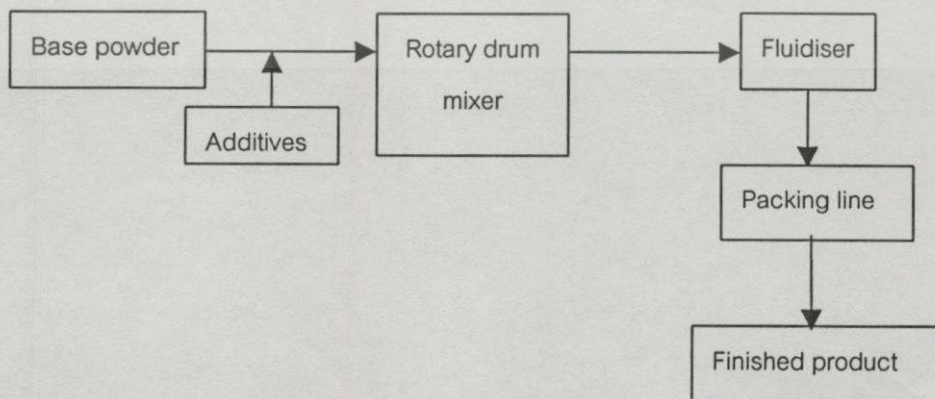 Base powder
Additives
Rotary drum
mixer
Fluidiser
Packing line
Finished product